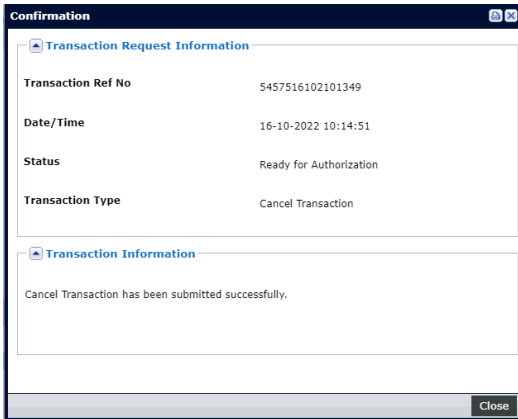 Confirmation
Transaction Request Information
Transaction Ref No 5457516102101349
Date/Time 16-10-2022 10:14:51
Status Ready for Authorization
Transaction Type Cancel Transaction
Transaction Information
Cancel Transaction has been submitted successfully.
Close